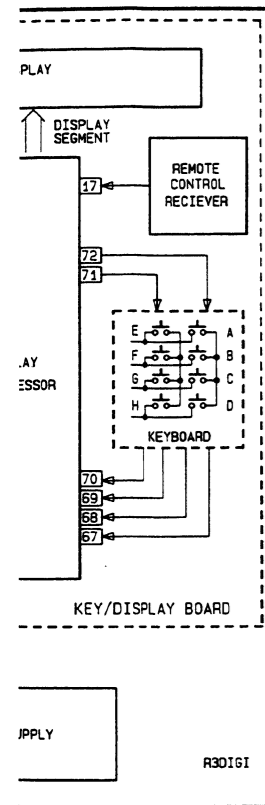 PLAY
DISPLAY
SEGMENT
REMOTE
CONTROL
RECIEVER
17
72
71
E A
F B
G C
H D
KEYBOARD
AY
ESSOR
70
69
68
67
KEY/DISPLAY BOARD
UPPLY
R3DIGI